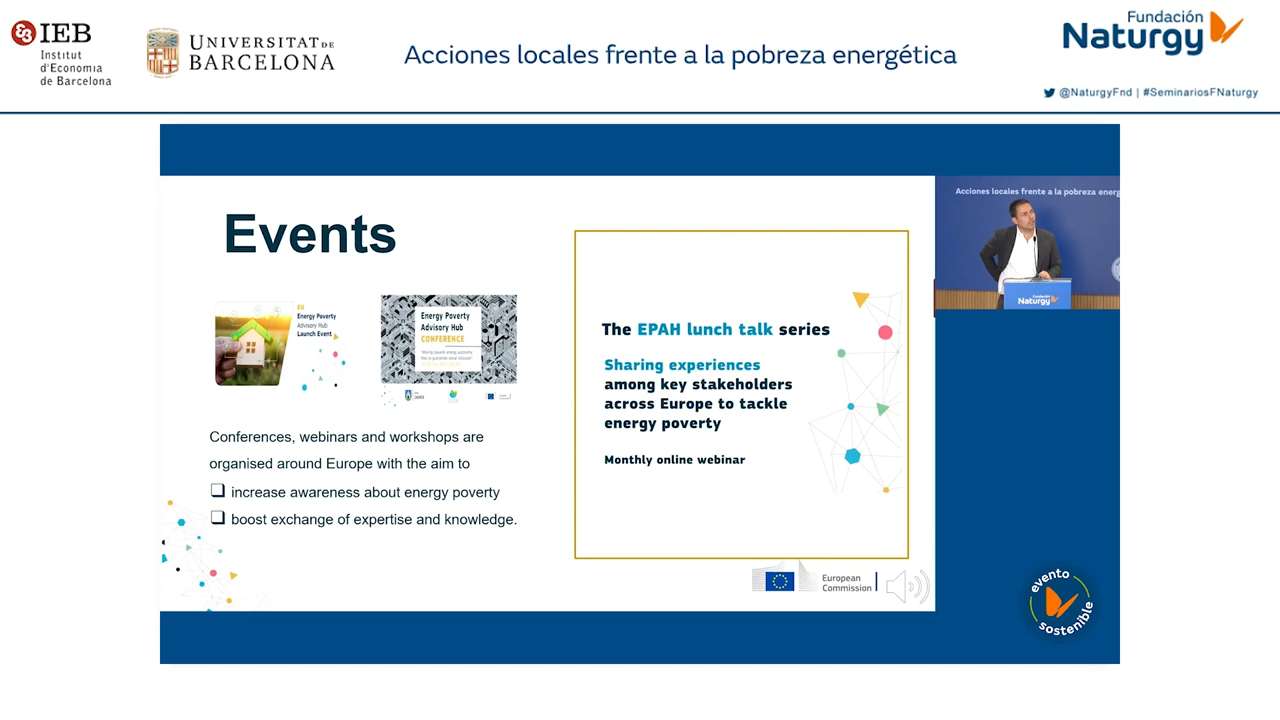 IEB
Institut
d'Economia
de Barcelona
UNIVERSITAT DE
BARCELONA
Acciones locales frente a la pobreza energética
Fundación
Naturgy
@NaturgyFnd | #SeminariosFNaturgy
Events
EU
Energy Poverty
Advisory Hub
Launch Event
Energy Poverty
Advisory Hub
CONFERENCE
Conferences, webinars and workshops are
organised around Europe with the aim to
increase awareness about energy poverty
boost exchange of expertise and knowledge.
The EPAH lunch talk series
Sharing experiences
among key stakeholders
across Europe to tackle
energy poverty
Monthly online webinar
European
Commission
Acciones locales frente a la pobreza energ
Fundación
Naturgy
evento
sostenible